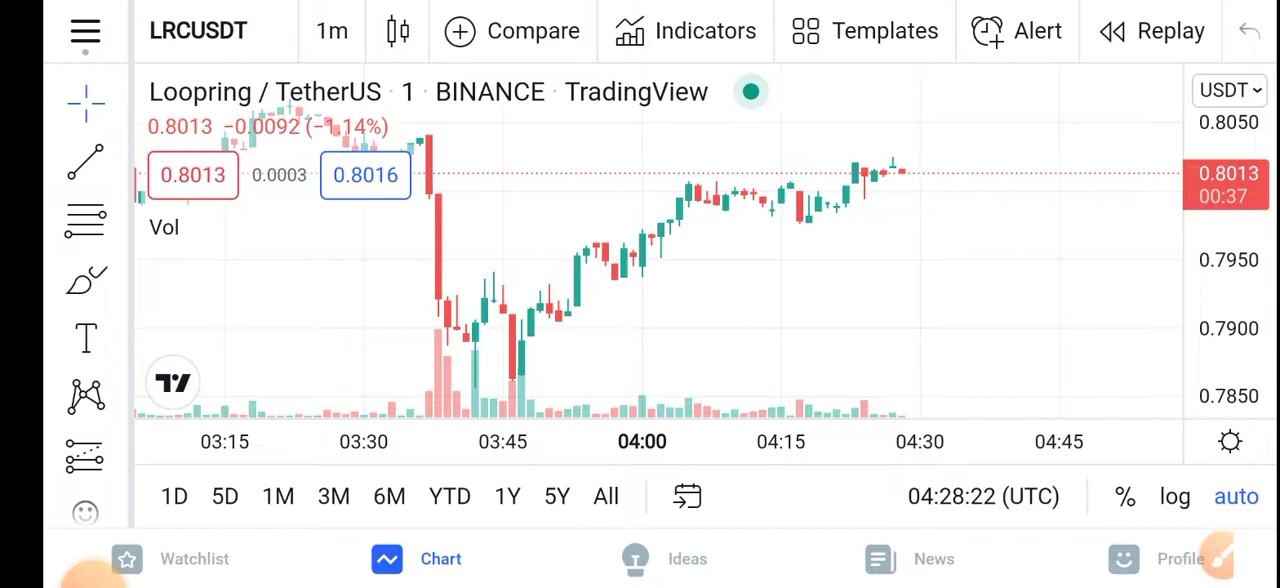 LRCUSDT 1m Compare Indicators Templates Alert Replay
Loopring / TetherUS · 1 · BINANCE · TradingView
USDT
0.8013 −0.0092 (−1.14%)
0.8013 0.0003 0.8016
Vol
0.8050
0.8013
00:37
0.7950
0.7900
0.7850
03:15 03:30 03:45 04:00 04:15 04:30 04:45
1D 5D 1M 3M 6M YTD 1Y 5Y All 04:28:22 (UTC) % log auto
Watchlist Chart Ideas News Profile